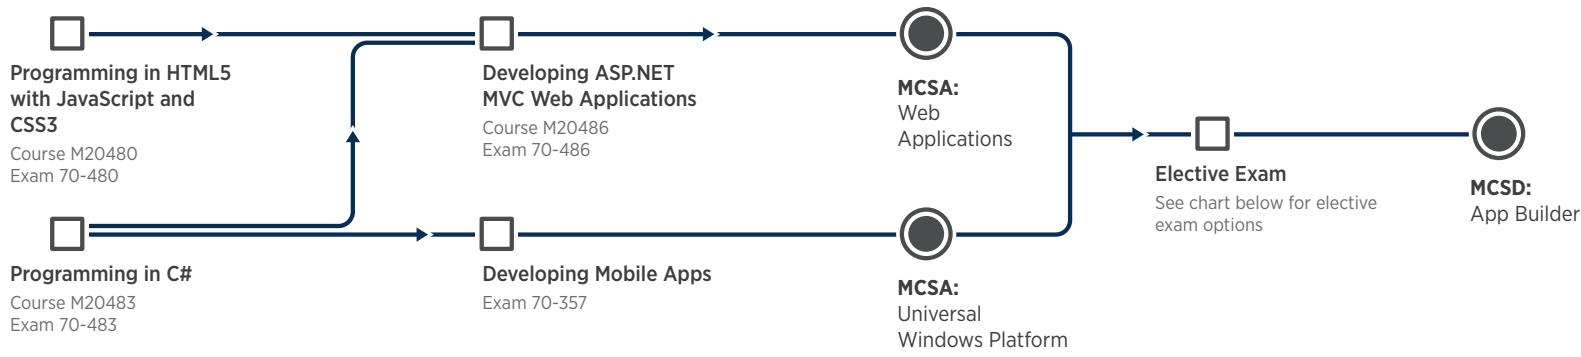 Programming in HTML5
with JavaScript and
CSS3
Course M20480
Exam 70-480
Developing ASP.NET
MVC Web Applications
Course M20486
Exam 70-486
MCSA:
Web
Applications
Programming in C#
Course M20483
Exam 70-483
Developing Mobile Apps
Exam 70-357
MCSA:
Universal
Windows Platform
Elective Exam
See chart below for elective
exam options
MCSD:
App Builder